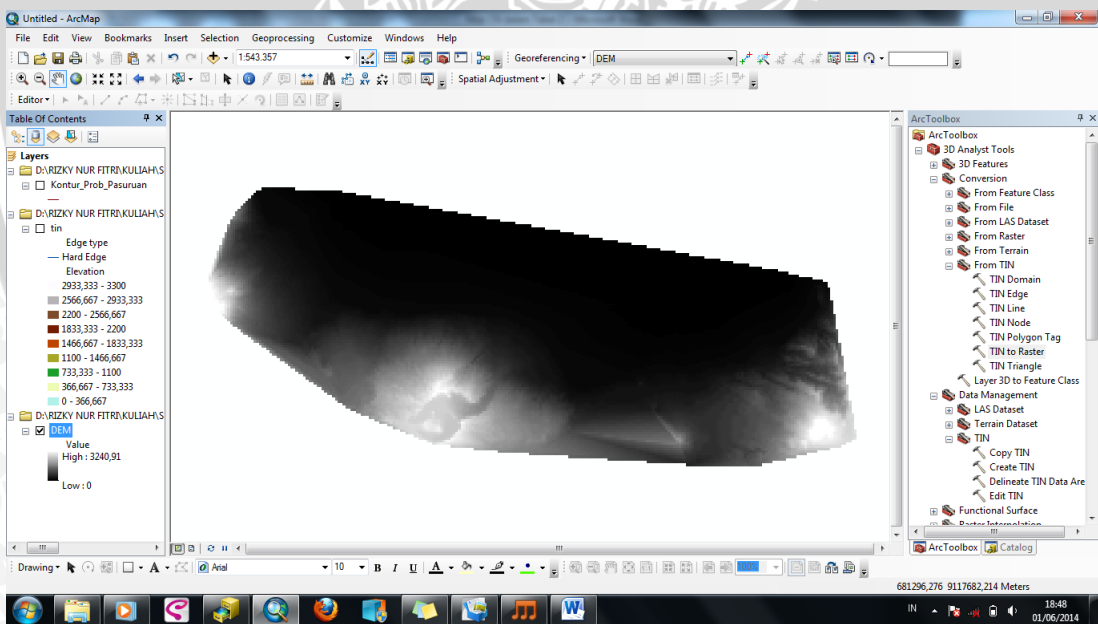 Untitled - ArcMap
File Edit View Bookmarks Insert Selection Geoprocessing Customize Windows Help
1:543.357
Georeferencing
DEM
Spatial Adjustment
Editor
Table Of Contents
Layers
D:\RIZKY NUR FITRI\KULIAH\S
Kontur_Prob_Pasuruan
D:\RIZKY NUR FITRI\KULIAH\S
tin
Edge type
Hard Edge
Elevation
2933,333 - 3300
2566,667 - 2933,333
2200 - 2566,667
1833,333 - 2200
1466,667 - 1833,333
1100 - 1466,667
733,333 - 1100
366,667 - 733,333
0 - 366,667
D:\RIZKY NUR FITRI\KULIAH\S
DEM
Value
High : 3240,91
Low : 0
ArcToolbox
ArcToolbox
3D Analyst Tools
3D Features
Conversion
From Feature Class
From File
From LAS Dataset
From Raster
From Terrain
From TIN
TIN Domain
TIN Edge
TIN Line
TIN Node
TIN Polygon Tag
TIN to Raster
TIN Triangle
Layer 3D to Feature Class
Data Management
LAS Dataset
Terrain Dataset
TIN
Copy TIN
Create TIN
Delineate TIN Data Are
Edit TIN
Functional Surface
Raster Interpolation
ArcToolbox Catalog
Drawing
Arial
10
B I U A
100%
681296,276 9117682,214 Meters
IN
18:48
01/06/2014